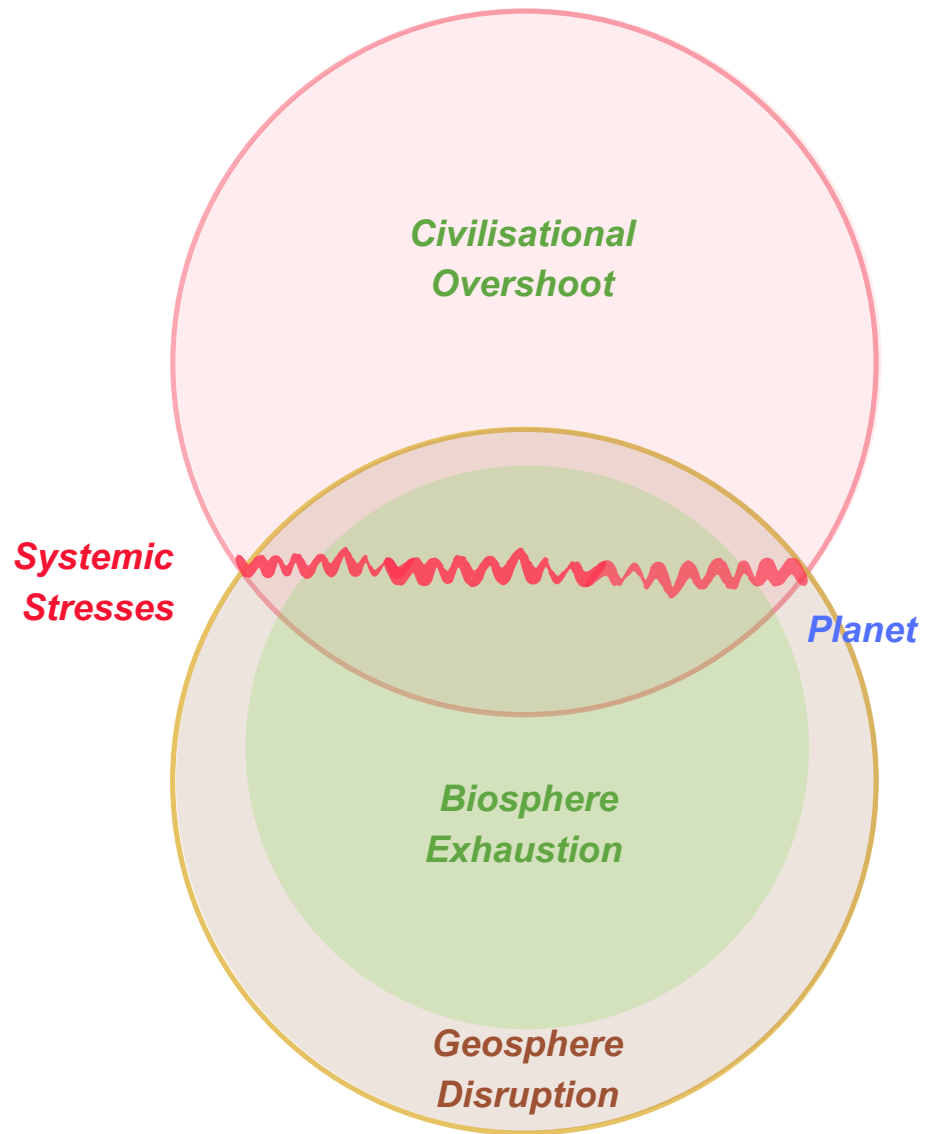 Civilisational
Overshoot
Systemic
Stresses
Planet
Biosphere
Exhaustion
Geosphere
Disruption